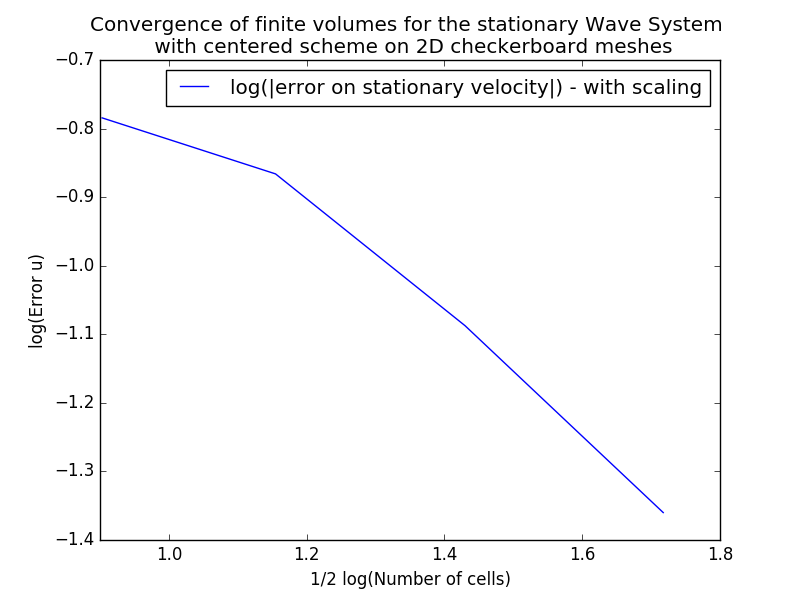 Convergence of finite volumes for the stationary Wave System
with centered scheme on 2D checkerboard meshes
log(|error on stationary velocity|) - with scaling
−0.7
−0.8
−0.9
−1.0
−1.1
−1.2
−1.3
−1.4
log(Error u)
1.0 1.2 1.4 1.6 1.8
1/2 log(Number of cells)